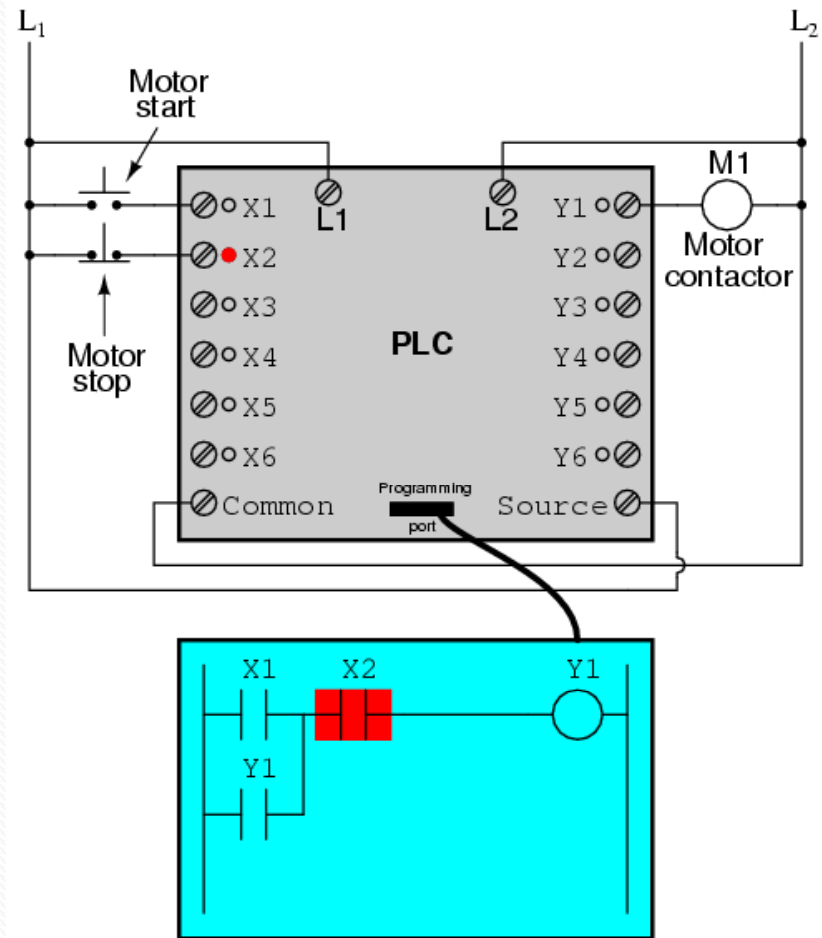 L1
L2
Motor
start
M1
X1
L1
L2
Y1
X2
Y2
Motor
contactor
X3
Y3
Motor
stop
X4
PLC
Y4
X5
Y5
X6
Y6
Programming
port
Common
Source
X1
X2
Y1
Y1